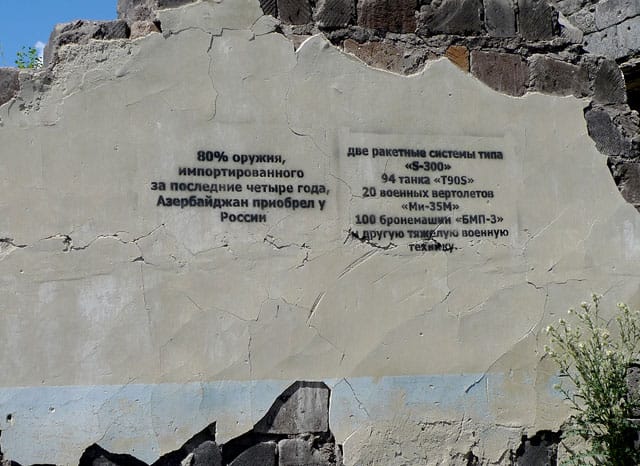 80% оружия,
импортированного
за последние четыре года,
Азербайджан приобрел у
России
две ракетные системы типа
«S-300»
94 танка «T90S»
20 военных вертолетов
«Ми-35М»
100 бронемашин «БМП-3»
и другую тяжелую военную
технику